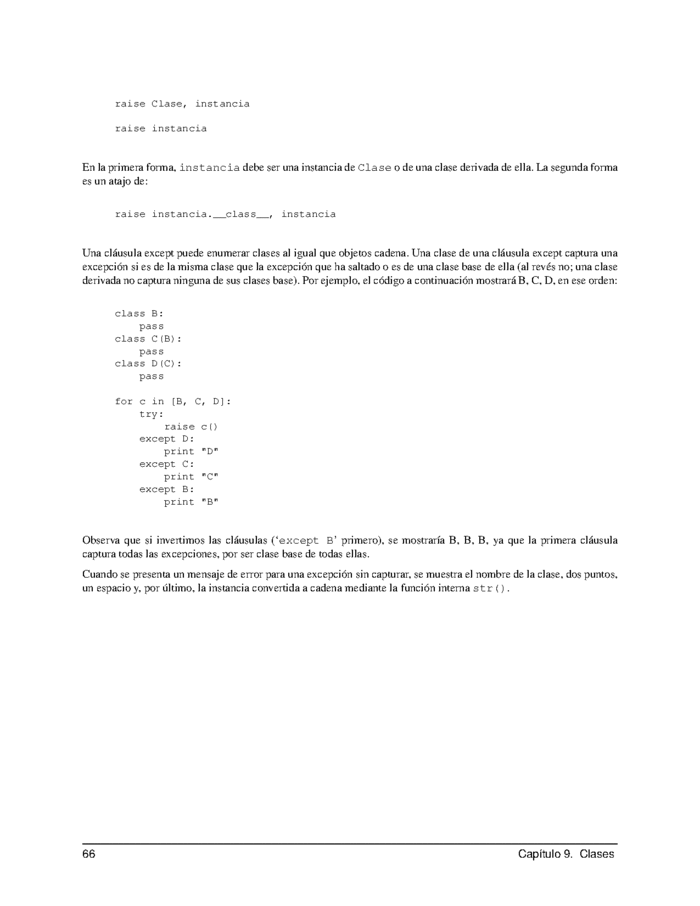 raise Clase, instancia
raise instancia
En la primera forma, instancia debe ser una instancia de Clase o de una clase derivada de ella. La segunda forma
es un atajo de:
raise instancia.__class__, instancia
Una cláusula except puede enumerar clases al igual que objetos cadena. Una clase de una cláusula except captura una
excepción si es de la misma clase que la excepción que ha saltado o es de una clase base de ella (al revés no; una clase
derivada no captura ninguna de sus clases base). Por ejemplo, el código a continuación mostrará B, C, D, en ese orden:
class B:
    pass
class C(B):
    pass
class D(C):
    pass
for c in [B, C, D]:
    try:
        raise c()
    except D:
        print "D"
    except C:
        print "C"
    except B:
        print "B"
Observa que si invertimos las cláusulas (‘except B’ primero), se mostraría B, B, B, ya que la primera cláusula
captura todas las excepciones, por ser clase base de todas ellas.
Cuando se presenta un mensaje de error para una excepción sin capturar, se muestra el nombre de la clase, dos puntos,
un espacio y, por último, la instancia convertida a cadena mediante la función interna str().
66 Capítulo 9. Clases